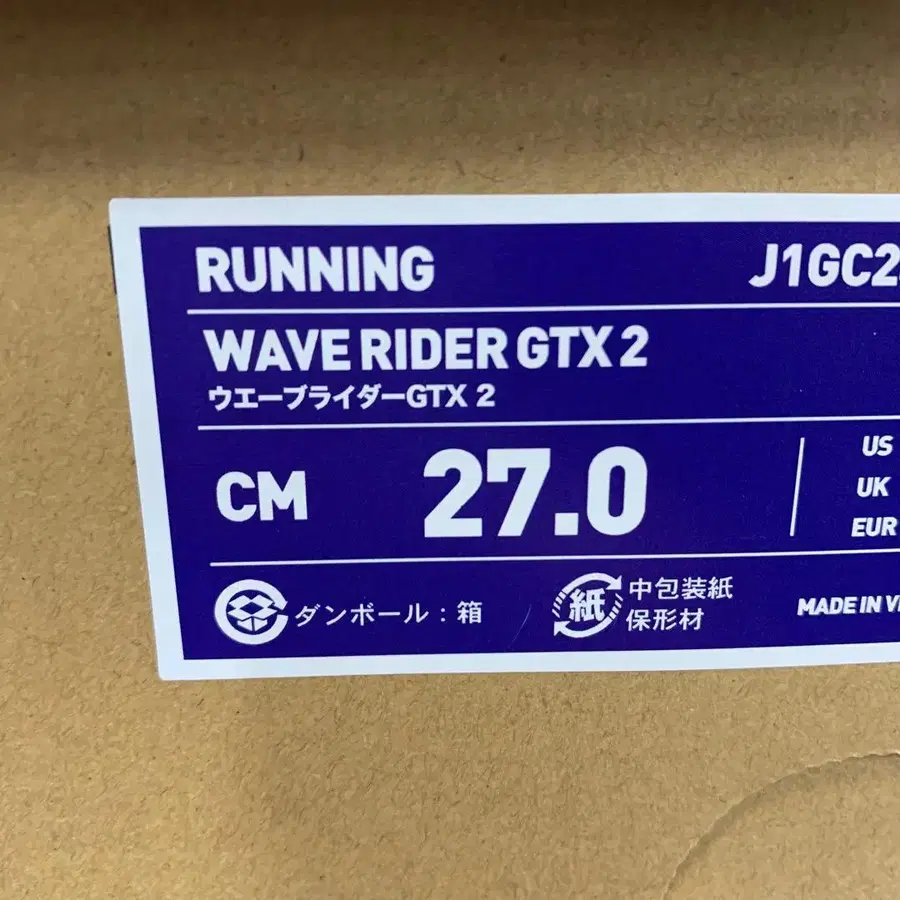 RUNNING J1GC2
WAVE RIDER GTX 2
ウエーブライダーGTX 2
CM 27.0
US
UK
EUR
ダンボール:箱
紙 中包装紙
保形材
MADE IN